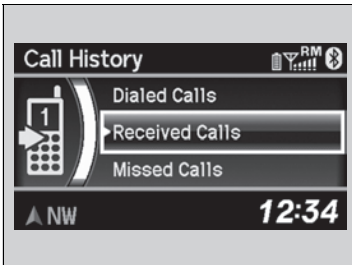 Call History
RM
1
Dialed Calls
Received Calls
Missed Calls
NW
12:34